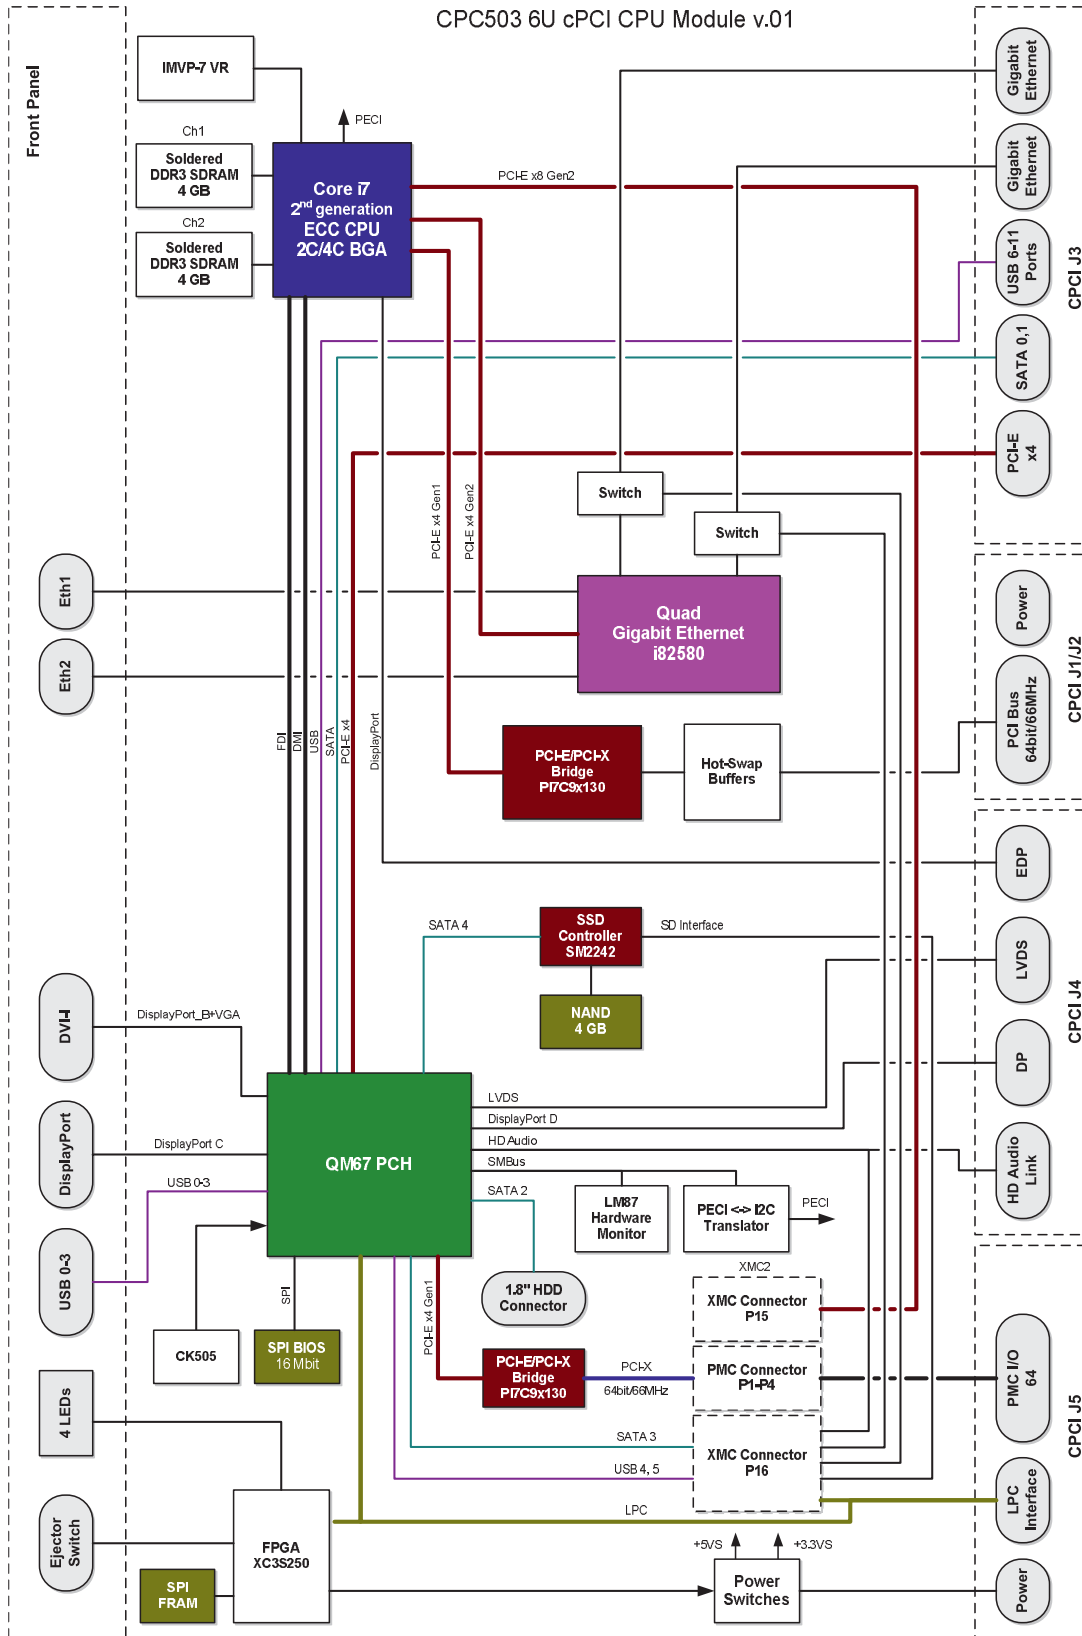 CPC503 6U cPCI CPU Module v.01
Front Panel
IMVP-7 VR
PECI
Ch1
Soldered
DDR3 SDRAM
4 GB
Ch2
Soldered
DDR3 SDRAM
4 GB
Core i7
2nd generation
ECC CPU
2C/4C BGA
PCI-E x8 Gen2
Gigabit
Ethernet
Gigabit
Ethernet
USB 6-11
Ports
SATA 0,1
PCI-E
x4
CPCI J3
PCI-E x4 Gen1
PCI-E x4 Gen2
Switch
Switch
Eth1
Eth2
Quad
Gigabit Ethernet
i82580
Power
PCI Bus
64bit/66MHz
CPCI J1/J2
FDI
DMI
USB
SATA
PCI-E x4
DisplayPort
PCI-E/PCI-X
Bridge
PI7C9x130
Hot-Swap
Buffers
EDP
LVDS
DP
HD Audio
Link
CPCI J4
SATA 4
SSD
Controller
SM2242
SD Interface
NAND
4 GB
DVI-I
DisplayPort_B+VGA
DisplayPort
DisplayPort C
USB 0-3
USB 0-3
QM67 PCH
LVDS
DisplayPort D
HD Audio
SMBus
SATA 2
LM87
Hardware
Monitor
PECI <-> I2C
Translator
PECI
CK505
SPI
SPI BIOS
16 Mbit
PCI-E x4 Gen1
1.8" HDD
Connector
XMC2
XMC Connector
P15
PCI-E/PCI-X
Bridge
PI7C9x130
PCI-X
64bit/66MHz
PMC Connector
P1-P4
PMC I/O
64
CPCI J5
SATA 3
USB 4, 5
XMC Connector
P16
LPC
LPC
Interface
4 LEDs
Ejector
Switch
FPGA
XC3S250
SPI
FRAM
+5VS
+3.3VS
Power
Switches
Power